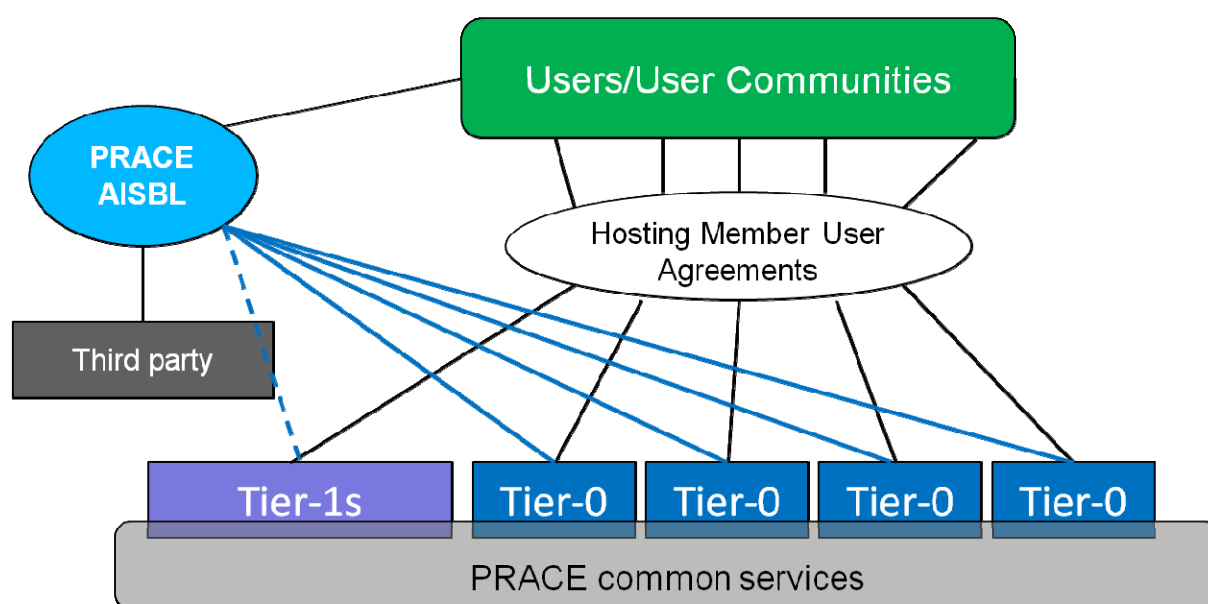 Users/User Communities
PRACE
AISBL
Hosting Member User
Agreements
Third party
Tier-1s
Tier-0
Tier-0
Tier-0
Tier-0
PRACE common services